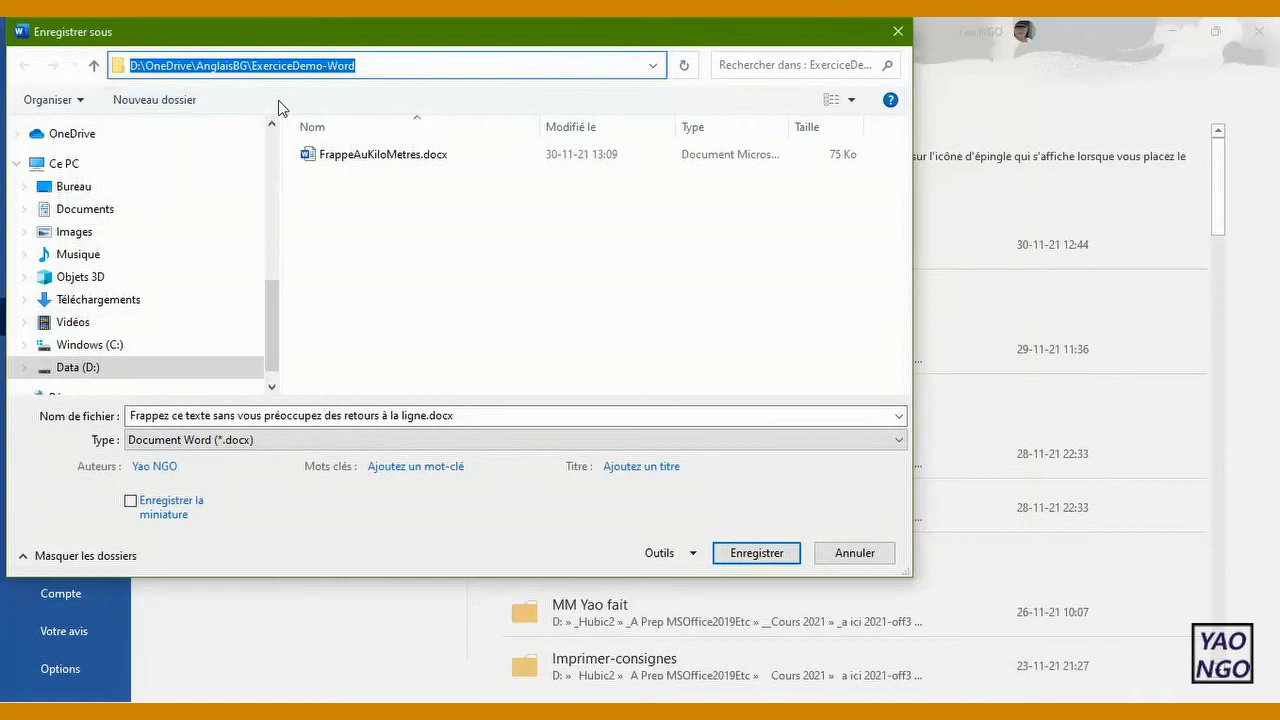 Enregistrer sous
Yao NGO
D:\OneDrive\AnglaisBG\ExerciceDemo-Word
Rechercher dans : ExerciceDe...
Organiser
Nouveau dossier
?
OneDrive
Ce PC
Bureau
Documents
Images
Musique
Objets 3D
Téléchargements
Vidéos
Windows (C:)
Data (D:)
Nom Modifié le Type Taille
FrappeAuKiloMetres.docx 30-11-21 13:09 Document Micros... 75 Ko
sur l'icône d'épingle qui s'affiche lorsque vous placez le
30-11-21 12:44
29-11-21 11:36
...
28-11-21 22:33
...
28-11-21 22:33
...
Nom de fichier : Frappez ce texte sans vous préoccupez des retours à la ligne.docx
Type : Document Word (*.docx)
Auteurs : Yao NGO Mots clés : Ajoutez un mot-clé Titre : Ajoutez un titre
Enregistrer la
miniature
Masquer les dossiers
Outils
Enregistrer
Annuler
Compte
Votre avis
Options
MM Yao fait 26-11-21 10:07
D: » _Hubic2 » _A Prep MSOffice2019Etc » __Cours 2021 » _a ici 2021-off3 ...
Imprimer-consignes 23-11-21 21:27
D: » _Hubic2 » _A Prep MSOffice2019Etc » __Cours 2021 » _a ici 2021-off3 ...
YAO
NGO